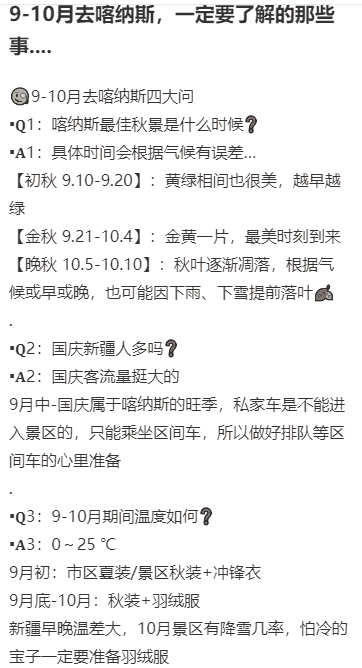 9-10月去喀纳斯，一定要了解的那些
事....
9-10月去喀纳斯四大问
▪Q1：喀纳斯最佳秋景是什么时候❓
▪A1：具体时间会根据气候有误差...
【初秋 9.10-9.20】：黄绿相间也很美，越早越
绿
【金秋 9.21-10.4】：金黄一片，最美时刻到来
【晚秋 10.5-10.10】：秋叶逐渐凋落，根据气
候或早或晚，也可能因下雨、下雪提前落叶🍂
.
▪Q2：国庆新疆人多吗❓
▪A2：国庆客流量挺大的
9月中-国庆属于喀纳斯的旺季，私家车是不能进
入景区的，只能乘坐区间车，所以做好排队等区
间车的心里准备
.
▪Q3：9-10月期间温度如何❓
▪A3：0～25 ℃
9月初：市区夏装/景区秋装+冲锋衣
9月底-10月：秋装+羽绒服
新疆早晚温差大，10月景区有降雪几率，怕冷的
宝子一定要准备羽绒服